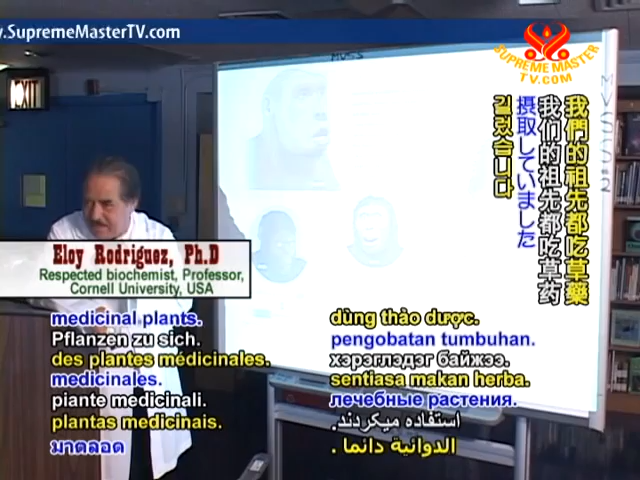 .SupremeMasterTV.com
SUPREME MASTER
TV.COM
EXIT
MVSS#2
我們的祖先都吃草藥
我们的祖先都吃草药
摂取していました
길렀습니다
Eloy Rodriguez, Ph.D
Respected biochemist, Professor,
Cornell University, USA
medicinal plants.
Pflanzen zu sich.
des plantes médicinales.
medicinales.
piante medicinali.
plantas medicinais.
มาตลอด
dùng thảo dược.
pengobatan tumbuhan.
хэрэглэдэг байжээ.
sentiasa makan herba.
лечебные растения.
استفاده میکردند.
الدوائية دائما .